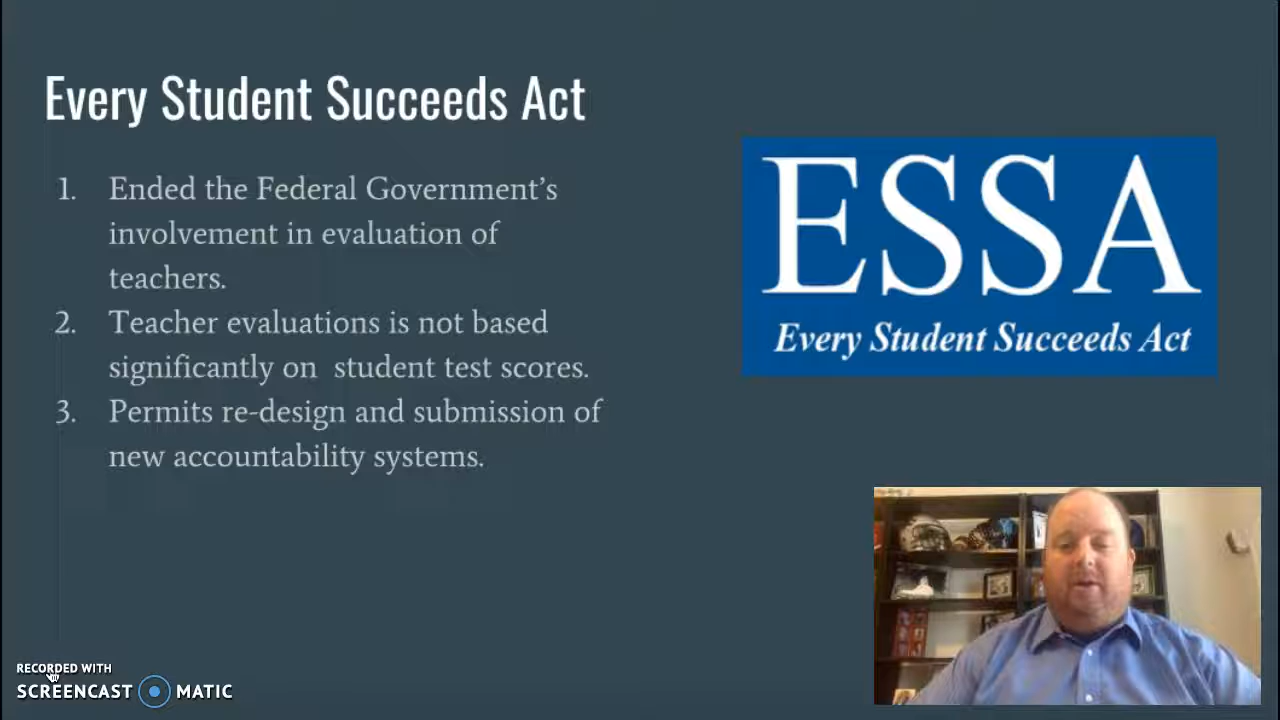 Every Student Succeeds Act
1. Ended the Federal Government's
involvement in evaluation of
teachers.
2. Teacher evaluations is not based
significantly on student test scores.
3. Permits re-design and submission of
new accountability systems.
ESSA
Every Student Succeeds Act
RECORDED WITH
SCREENCAST MATIC